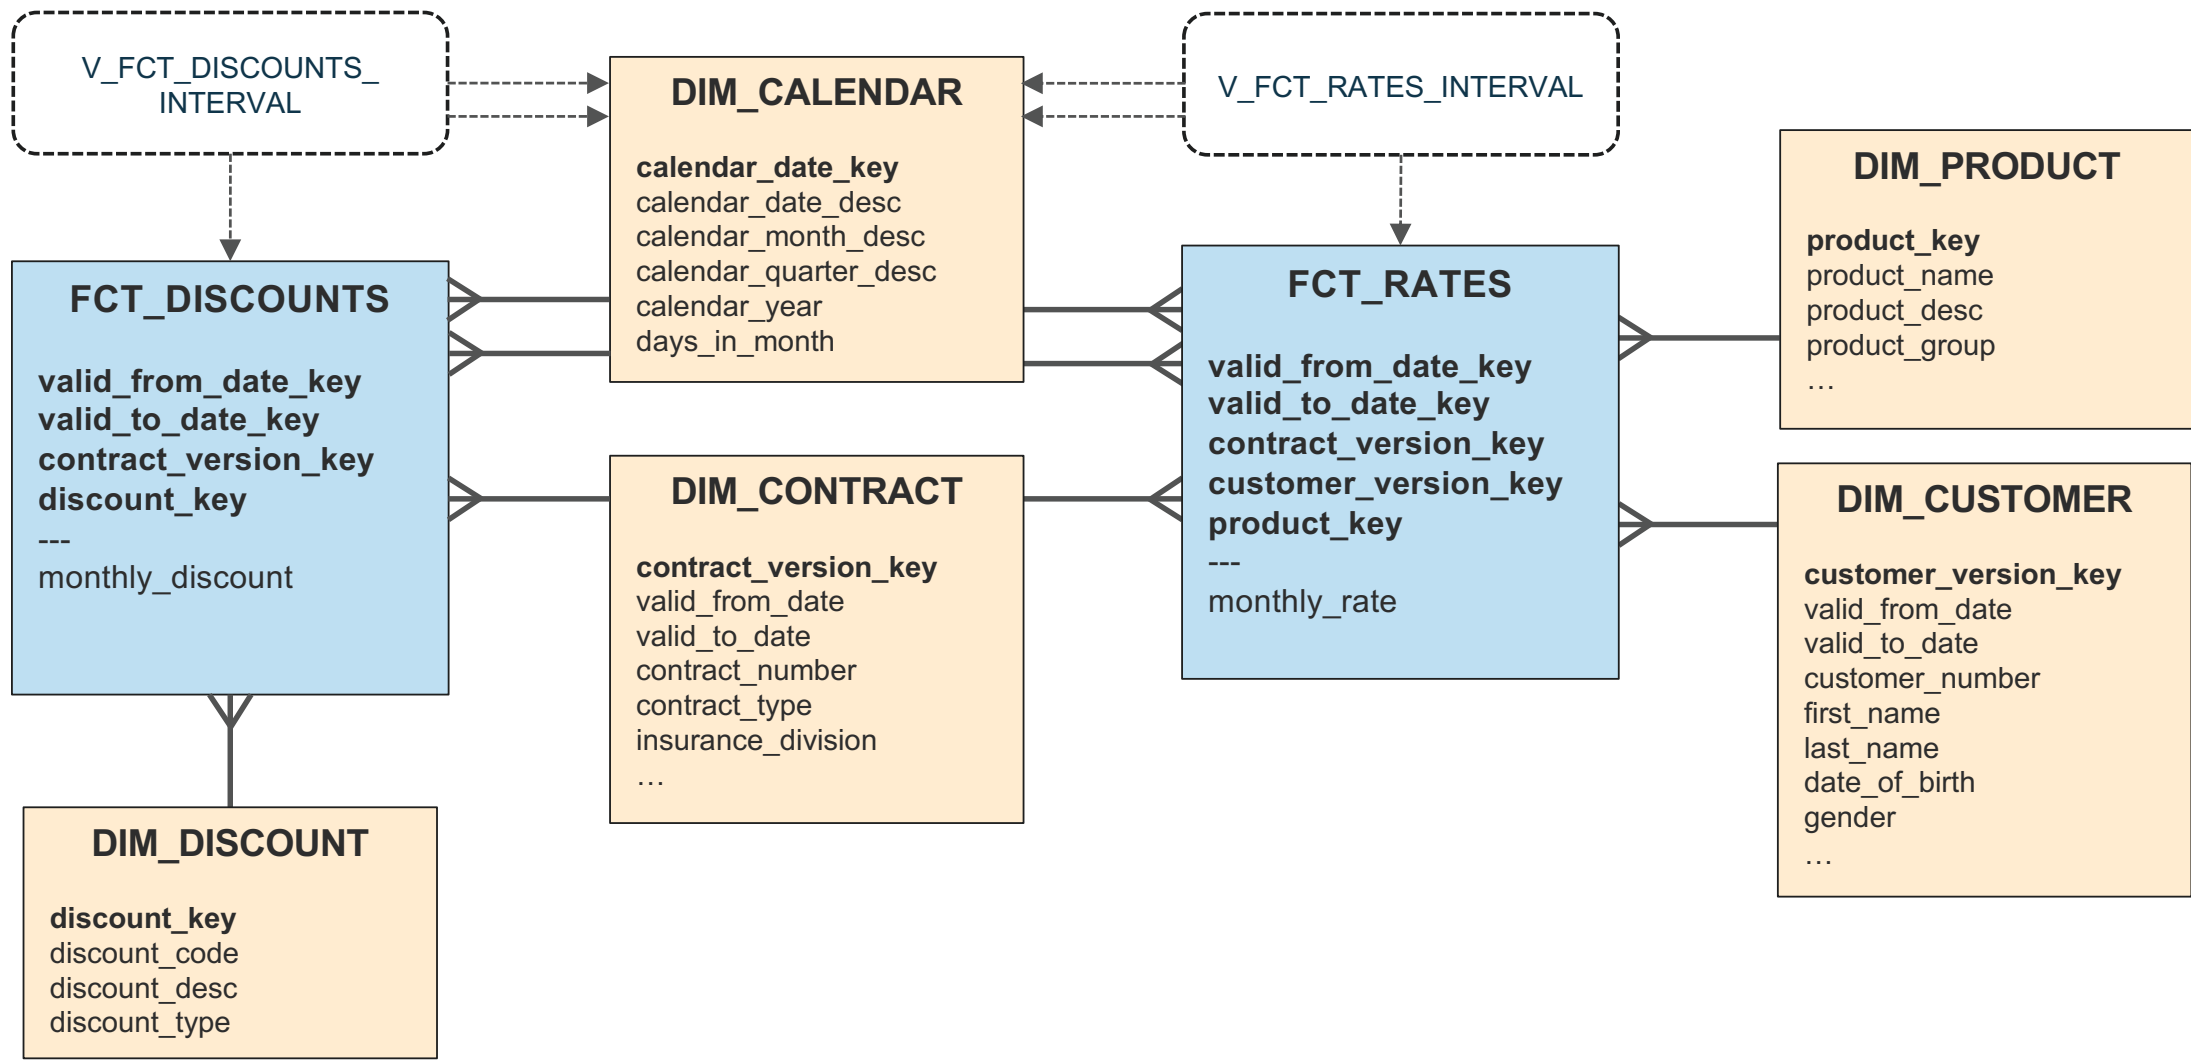 V_FCT_DISCOUNTS_
INTERVAL
DIM_CALENDAR
calendar_date_key
calendar_date_desc
calendar_month_desc
calendar_quarter_desc
calendar_year
days_in_month
V_FCT_RATES_INTERVAL
DIM_PRODUCT
product_key
product_name
product_desc
product_group
…
FCT_DISCOUNTS
valid_from_date_key
valid_to_date_key
contract_version_key
discount_key
---
monthly_discount
FCT_RATES
valid_from_date_key
valid_to_date_key
contract_version_key
customer_version_key
product_key
---
monthly_rate
DIM_CONTRACT
contract_version_key
valid_from_date
valid_to_date
contract_number
contract_type
insurance_division
…
DIM_CUSTOMER
customer_version_key
valid_from_date
valid_to_date
customer_number
first_name
last_name
date_of_birth
gender
…
DIM_DISCOUNT
discount_key
discount_code
discount_desc
discount_type